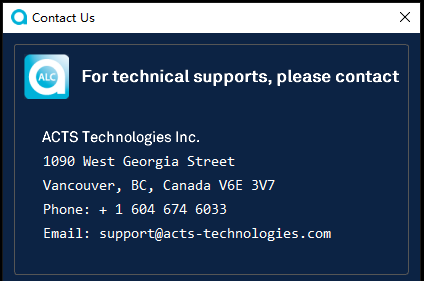 Contact Us
ALC
For technical supports, please contact
ACTS Technologies Inc.
1090 West Georgia Street
Vancouver, BC, Canada V6E 3V7
Phone: + 1 604 674 6033
Email: support@acts-technologies.com